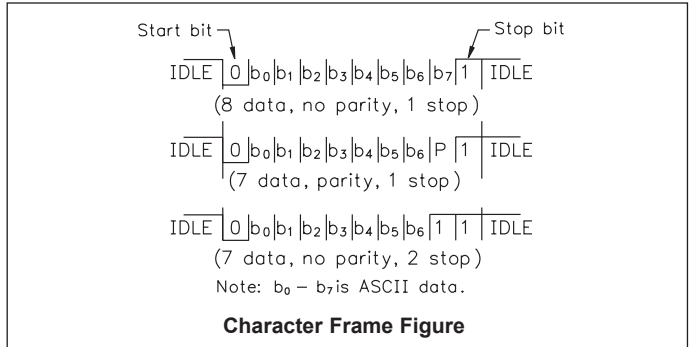 Start bit Stop bit
IDLE 0 b₀ b₁ b₂ b₃ b₄ b₅ b₆ b₇ 1 IDLE
(8 data, no parity, 1 stop)
IDLE 0 b₀ b₁ b₂ b₃ b₄ b₅ b₆ P 1 IDLE
(7 data, parity, 1 stop)
IDLE 0 b₀ b₁ b₂ b₃ b₄ b₅ b₆ 1 1 IDLE
(7 data, no parity, 2 stop)
Note: b₀ – b₇ is ASCII data.
Character Frame Figure